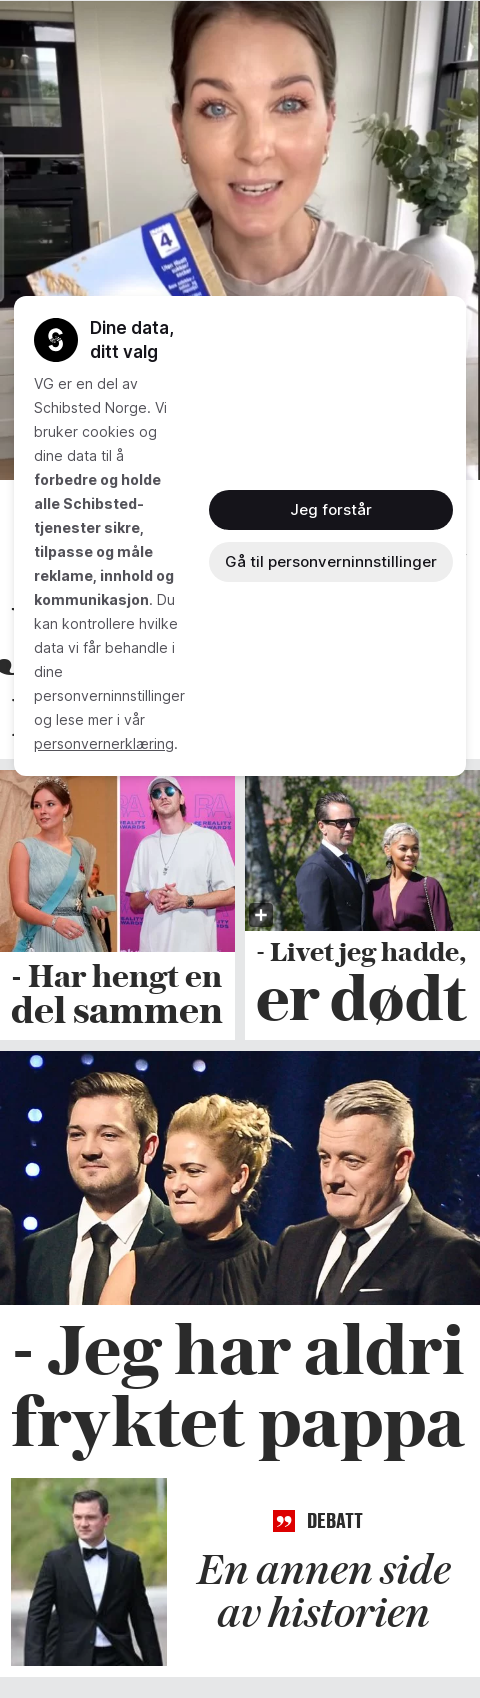 4
Dine data,
ditt valg
VG er en del av
Schibsted Norge. Vi
bruker cookies og
dine data til å
forbedre og holde
alle Schibsted-
tjenester sikre,
tilpasse og måle
reklame, innhold og
kommunikasjon. Du
kan kontrollere hvilke
data vi får behandle i
dine
personverninnstillinger
og lese mer i vår
personvernerklæring.
Jeg forstår
Gå til personverninnstillinger
- Har hengt en
del sammen
- Livet jeg hadde,
er dødt
- Jeg har aldri
fryktet pappa
DEBATT
En annen side
av historien